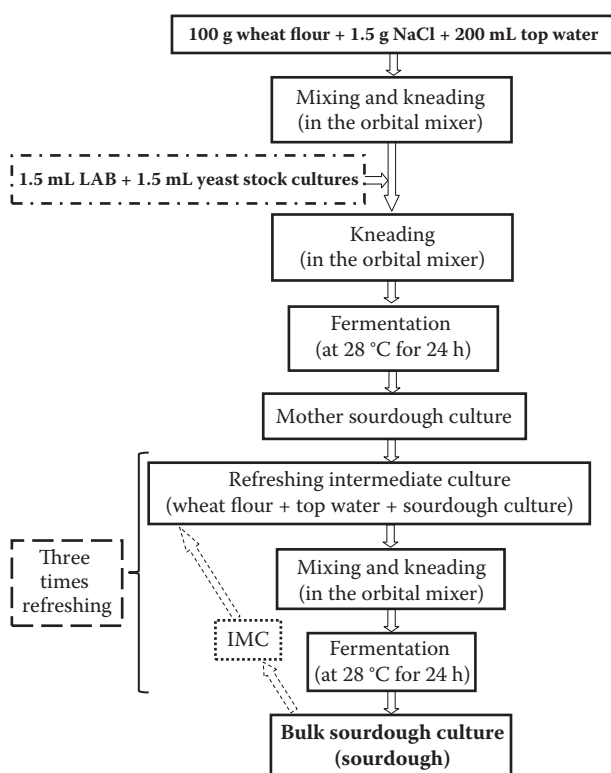 100 g wheat flour + 1.5 g NaCl + 200 mL top water
Mixing and kneading
(in the orbital mixer)
1.5 mL LAB + 1.5 mL yeast stock cultures
Kneading
(in the orbital mixer)
Fermentation
(at 28 °C for 24 h)
Mother sourdough culture
Refreshing intermediate culture
(wheat flour + top water + sourdough culture)
Three
times
refreshing
Mixing and kneading
(in the orbital mixer)
IMC
Fermentation
(at 28 °C for 24 h)
Bulk sourdough culture
(sourdough)